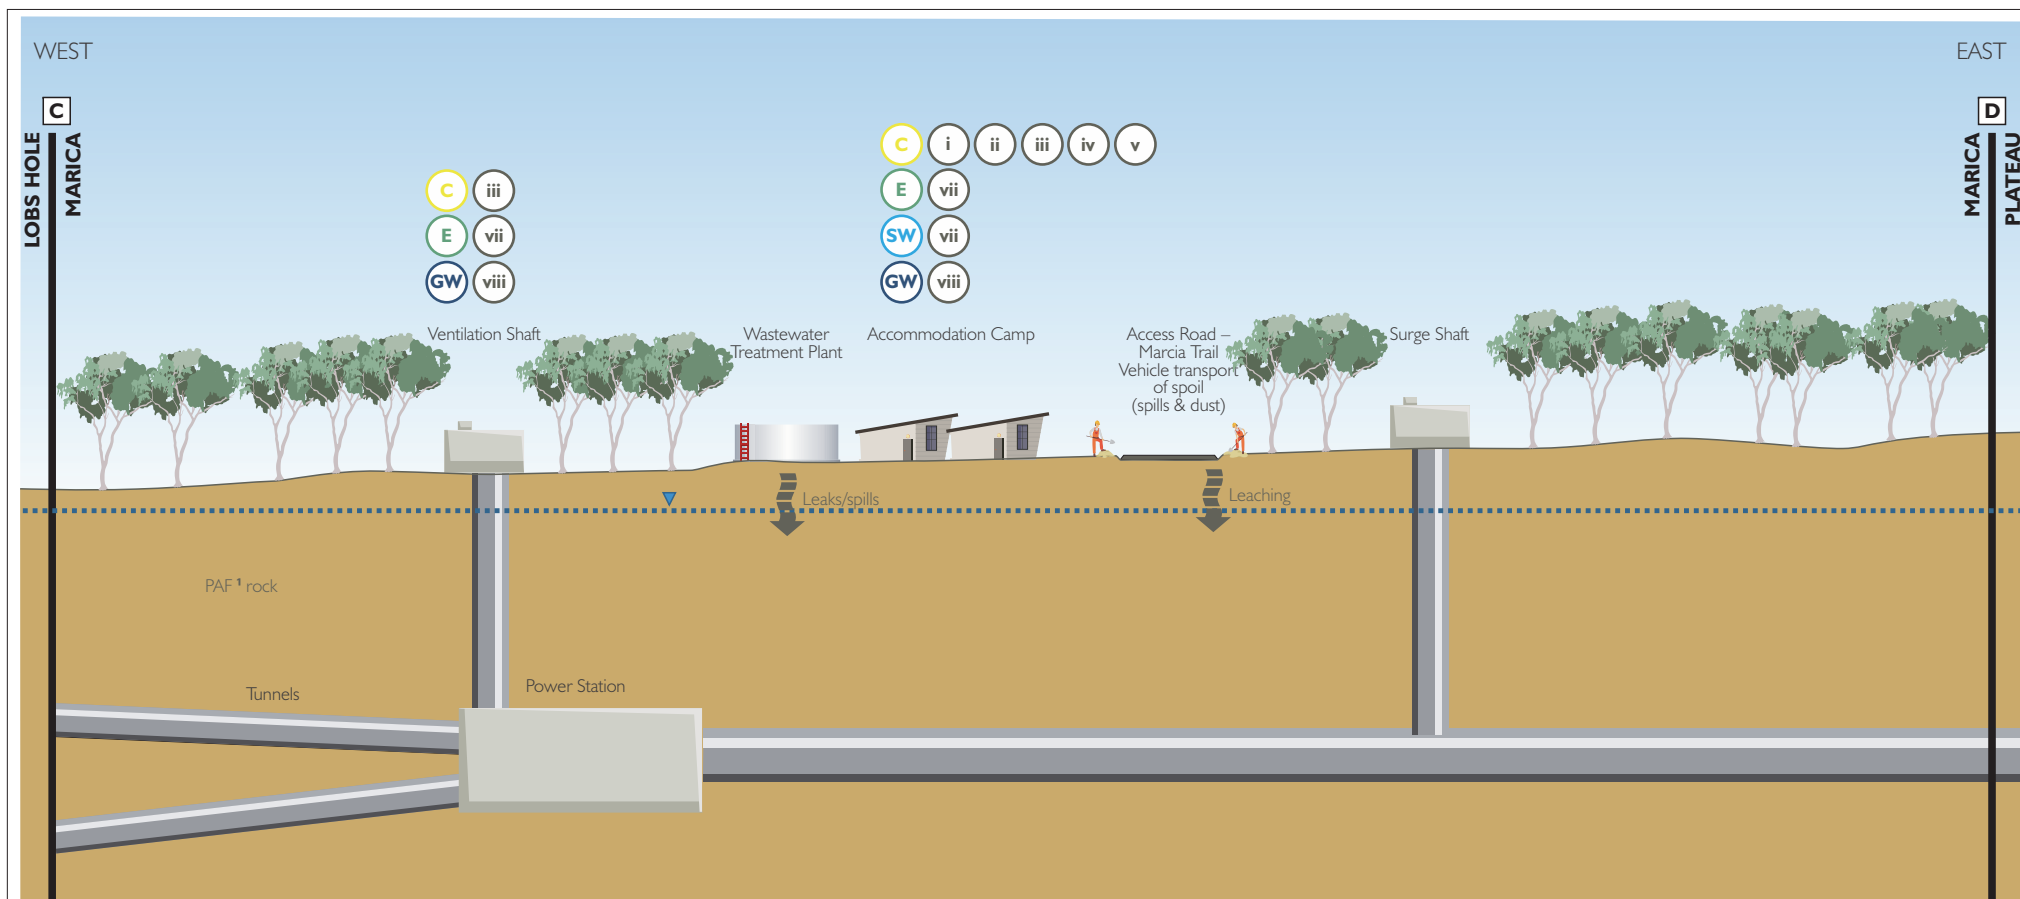 WEST
EAST
C
D
LOBS HOLE
MARICA
MARICA
PLATEAU
C i ii iii iv v
E vii
SW vii
GW viii
C iii
E vii
GW viii
Ventilation Shaft
Wastewater
Treatment Plant
Accommodation Camp
Access Road –
Marcia Trail
Vehicle transport
of spoil
(spills & dust)
Surge Shaft
Leaks/spills
Leaching
PAF ¹ rock
Tunnels
Power Station